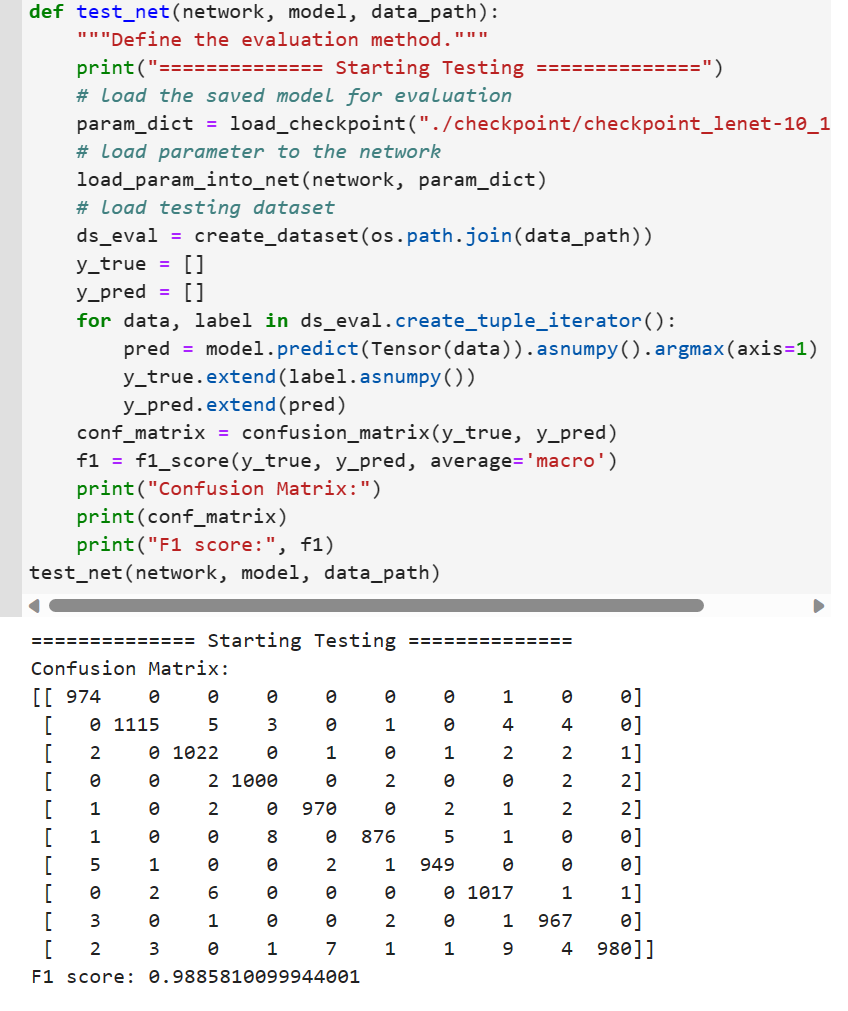 def test_net(network, model, data_path):
    """Define the evaluation method."""
    print("============== Starting Testing ==============")
    # load the saved model for evaluation
    param_dict = load_checkpoint("./checkpoint/checkpoint_lenet-10_1
    # load parameter to the network
    load_param_into_net(network, param_dict)
    # load testing dataset
    ds_eval = create_dataset(os.path.join(data_path))
    y_true = []
    y_pred = []
    for data, label in ds_eval.create_tuple_iterator():
        pred = model.predict(Tensor(data)).asnumpy().argmax(axis=1)
        y_true.extend(label.asnumpy())
        y_pred.extend(pred)
    conf_matrix = confusion_matrix(y_true, y_pred)
    f1 = f1_score(y_true, y_pred, average='macro')
    print("Confusion Matrix:")
    print(conf_matrix)
    print("F1 score:", f1)
test_net(network, model, data_path)
============== Starting Testing ==============
Confusion Matrix:
[[ 974    0    0    0    0    0    0    1    0    0]
 [   0 1115    5    3    0    1    0    4    4    0]
 [   2    0 1022    0    1    0    1    2    2    1]
 [   0    0    2 1000    0    2    0    0    2    2]
 [   1    0    2    0  970    0    2    1    2    2]
 [   1    0    0    8    0  876    5    1    0    0]
 [   5    1    0    0    2    1  949    0    0    0]
 [   0    2    6    0    0    0    0 1017    1    1]
 [   3    0    1    0    0    2    0    1  967    0]
 [   2    3    0    1    7    1    1    9    4  980]]
F1 score: 0.9885810099944001